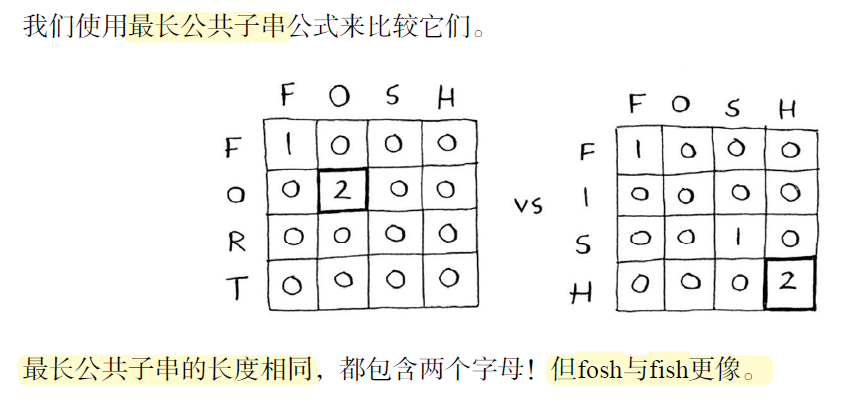 我们使用最长公共子串公式来比较它们。
F O S H
F 1 0 0 0
O 0 2 0 0
R 0 0 0 0
T 0 0 0 0
vs
F O S H
F 1 0 0 0
I 0 0 0 0
S 0 0 1 0
H 0 0 0 2
最长公共子串的长度相同，都包含两个字母！但fosh与fish更像。